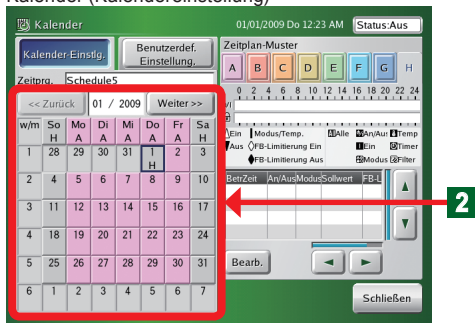 Kalender (Kalendereinstellung)
Kalender 01/01/2009 Do 12:23 AM Status:Aus
Kalender-Einstlg. Benutzerdef. Einstellung.
Zeitprg. Schedule5
<< Zurück 01 / 2009 Weiter >>
w/m So Mo Di Mi Do Fr Sa
H A A A A A H
1 28 29 30 31 1 2 3
H
2 4 5 6 7 8 9 10
3 11 12 13 14 15 16 17
4 18 19 20 21 22 23 24
5 25 26 27 28 29 30 31
6 1 2 3 4 5 6 7
Zeitplan-Muster
A B C D E F G H
0 2 4 6 8 10 12 14 16 18 20 22 24
Ein Modus/Temp. Alle An/Aus Temp
Aus FB-Limitierung Ein Ein Timer
FB-Limitierung Aus Modus Filter
BetrZeit An/Aus Modus Sollwert FB-L
Bearb.
Schließen
2